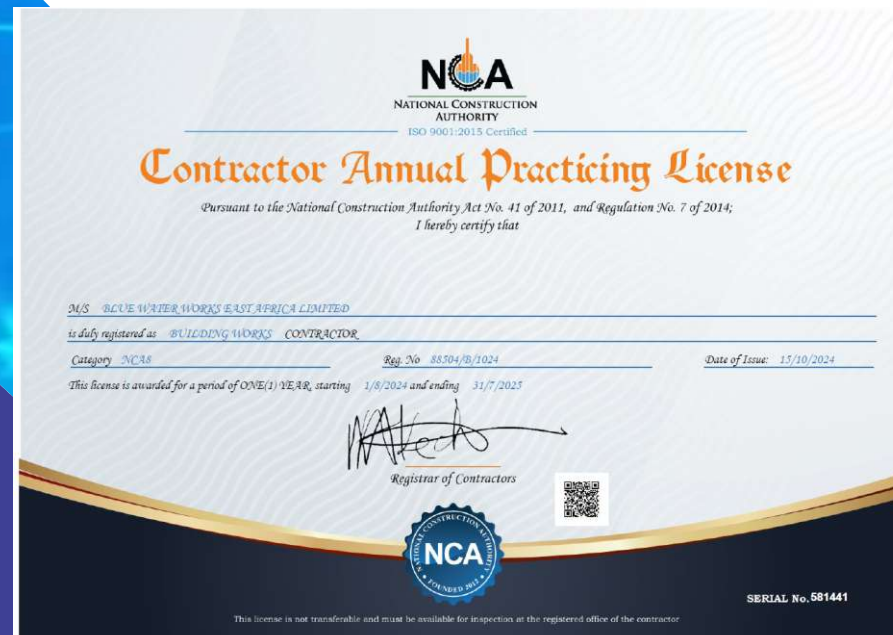 NCA
NATIONAL CONSTRUCTION
AUTHORITY
ISO 9001:2015 Certified
Contractor Annual Practicing License
Pursuant to the National Construction Authority Act No. 41 of 2011, and Regulation No. 7 of 2014;
I hereby certify that
M/S BLUE WATER WORKS EAST AFRICA LIMITED
is duly registered as BUILDING WORKS CONTRACTOR
Category NCA8 Reg. No 88504/B/1024 Date of Issue: 15/10/2024
This license is awarded for a period of ONE(1) YEAR, starting 1/8/2024 and ending 31/7/2025
Registrar of Contractors
NATIONAL CONSTRUCTION AUTHORITY
NCA
FOUNDED 2012
SERIAL No. 581441
This license is not transferable and must be available for inspection at the registered office of the contractor